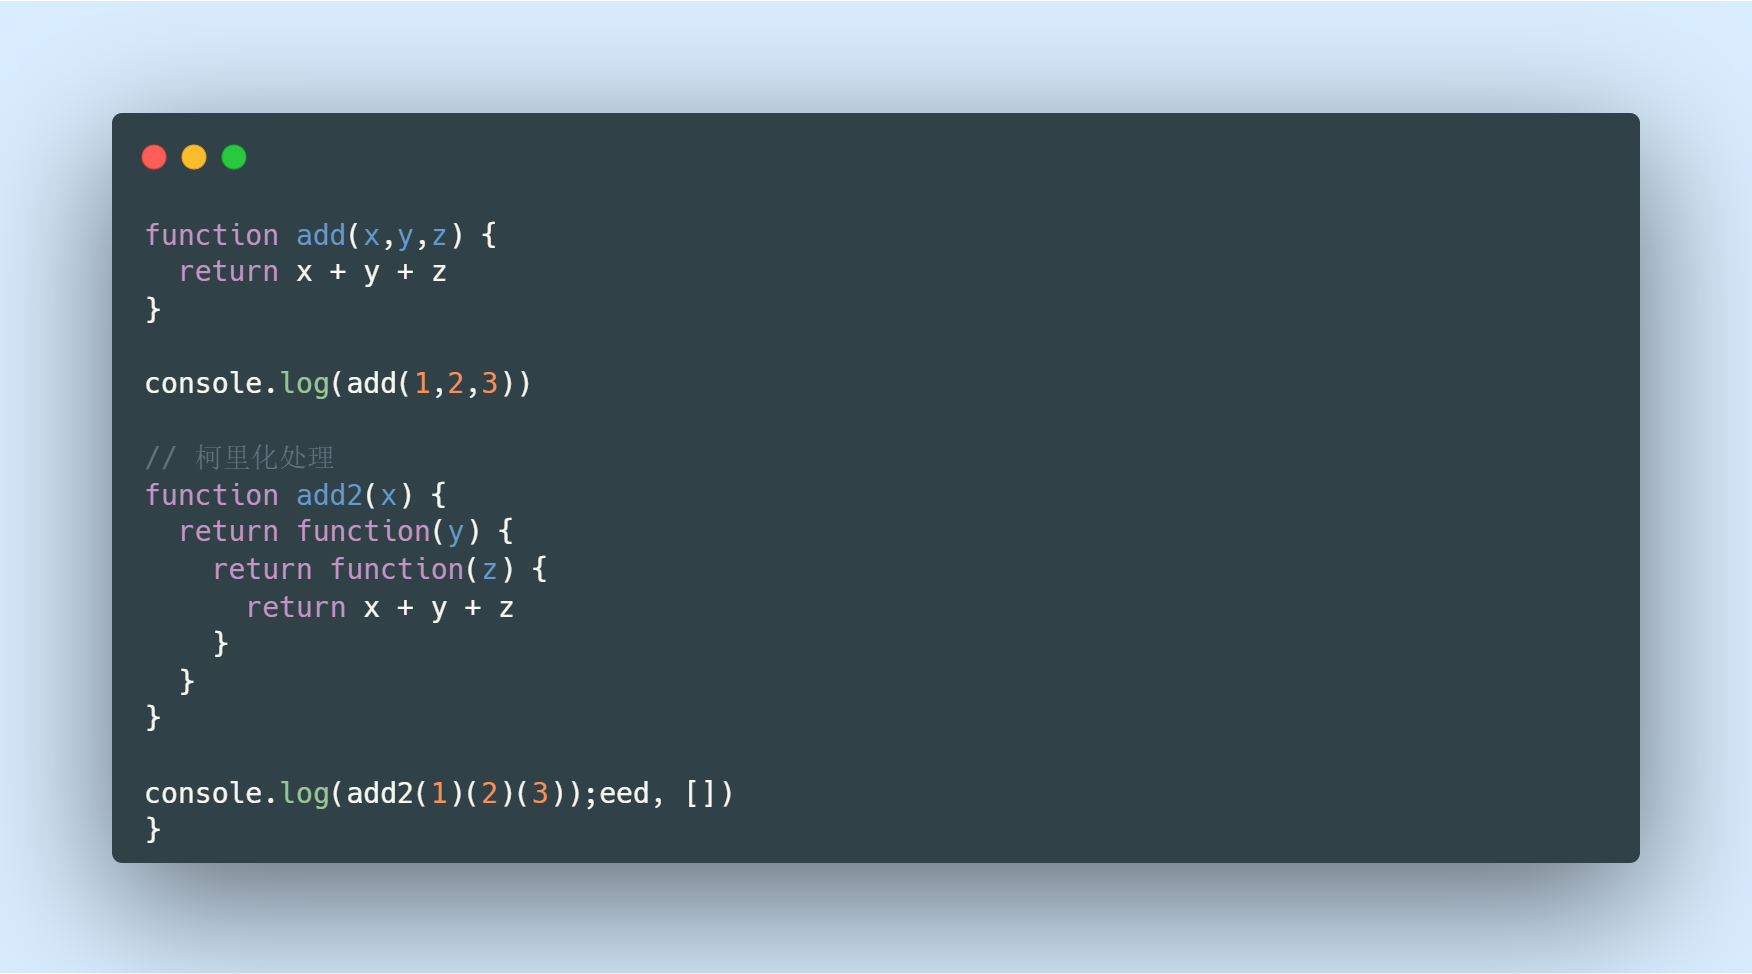 function add(x,y,z) {
  return x + y + z
}
console.log(add(1,2,3))
// 柯里化处理
function add2(x) {
  return function(y) {
    return function(z) {
      return x + y + z
    }
  }
}
console.log(add2(1)(2)(3));eed, [])
}